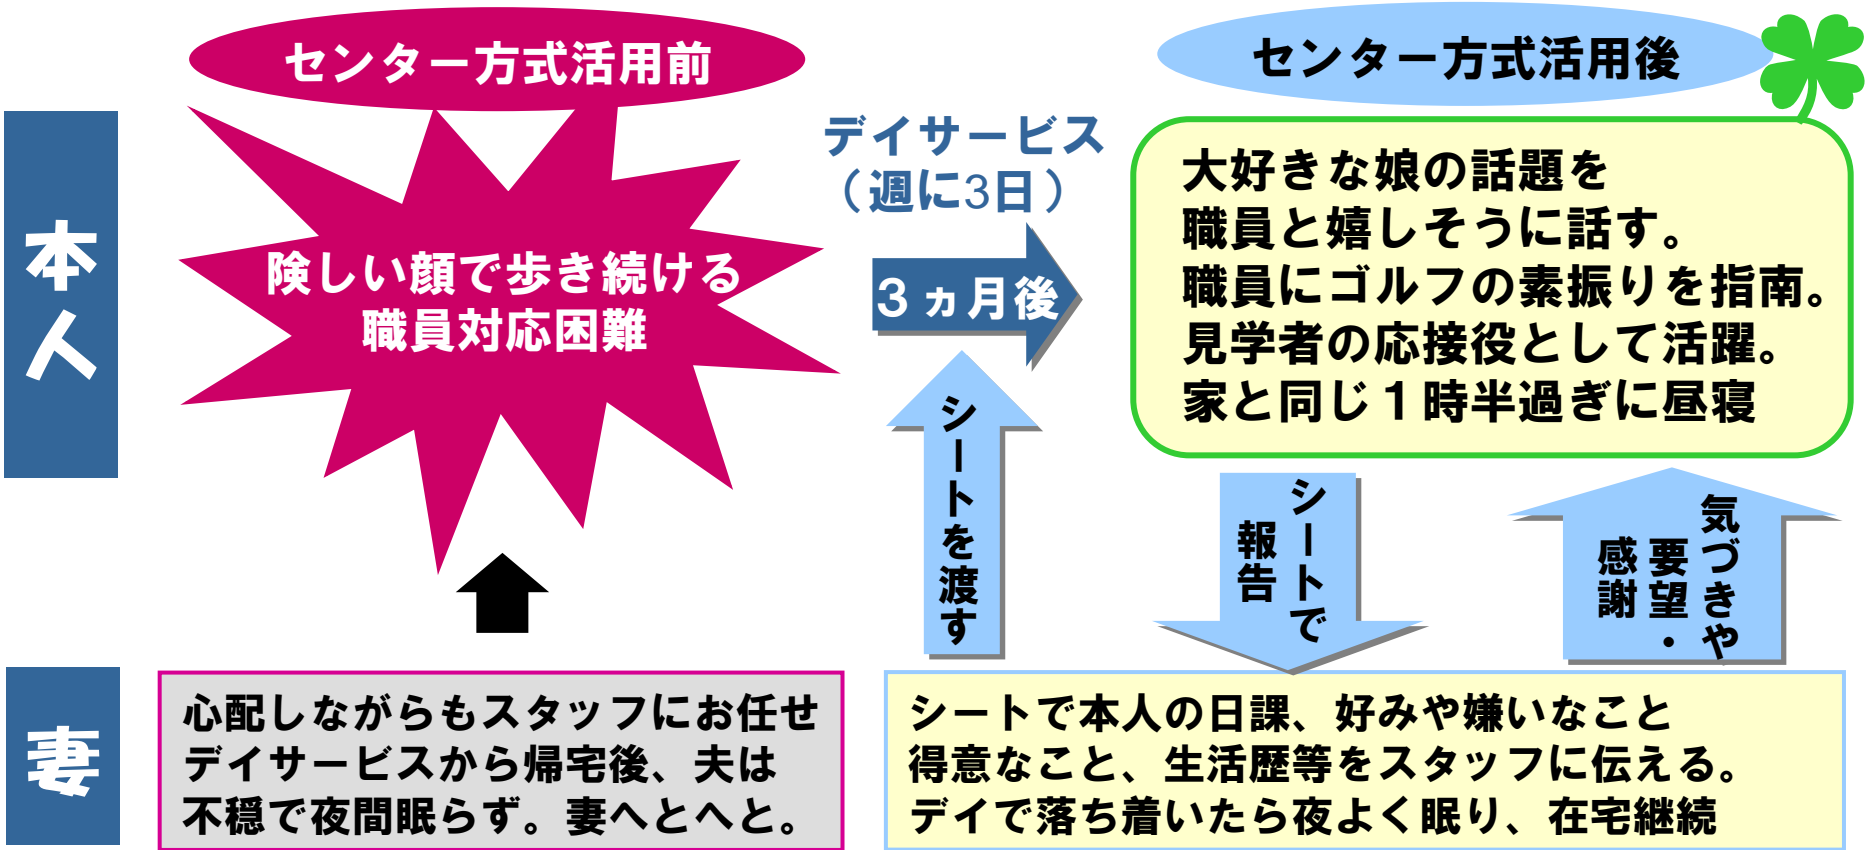 センター方式活用前
センター方式活用後
本人
険しい顔で歩き続ける
職員対応困難
デイサービス
（週に3日）
３ヵ月後
大好きな娘の話題を
職員と嬉しそうに話す。
職員にゴルフの素振りを指南。
見学者の応接役として活躍。
家と同じ１時半過ぎに昼寝
シートを渡す
シートで
報告
気づきや
要望・
感謝
妻
心配しながらもスタッフにお任せ
デイサービスから帰宅後、夫は
不穏で夜間眠らず。妻へとへと。
シートで本人の日課、好みや嫌いなこと
得意なこと、生活歴等をスタッフに伝える。
デイで落ち着いたら夜よく眠り、在宅継続